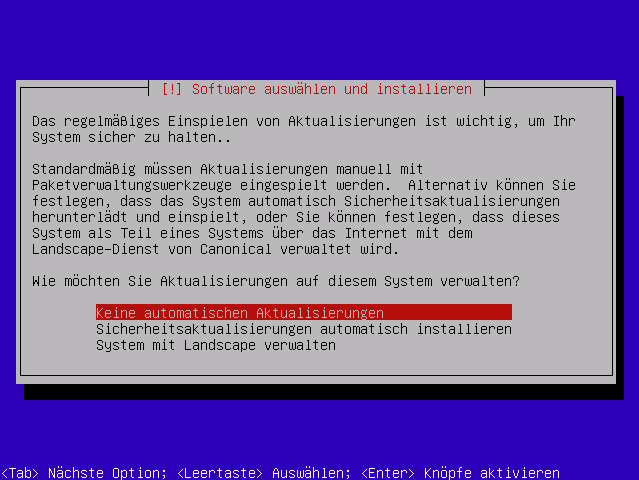 [!] Software auswählen und installieren
Das regelmäßiges Einspielen von Aktualisierungen ist wichtig, um Ihr
System sicher zu halten..
Standardmäßig müssen Aktualisierungen manuell mit
Paketverwaltungswerkzeuge eingespielt werden.  Alternativ können Sie
festlegen, dass das System automatisch Sicherheitsaktualisierungen
herunterlädt und einspielt, oder Sie können festlegen, dass dieses
System als Teil eines Systems über das Internet mit dem
Landscape-Dienst von Canonical verwaltet wird.
Wie möchten Sie Aktualisierungen auf diesem System verwalten?
Keine automatischen Aktualisierungen
Sicherheitsaktualisierungen automatisch installieren
System mit Landscape verwalten
<Tab> Nächste Option; <Leertaste> Auswählen; <Enter> Knöpfe aktivieren